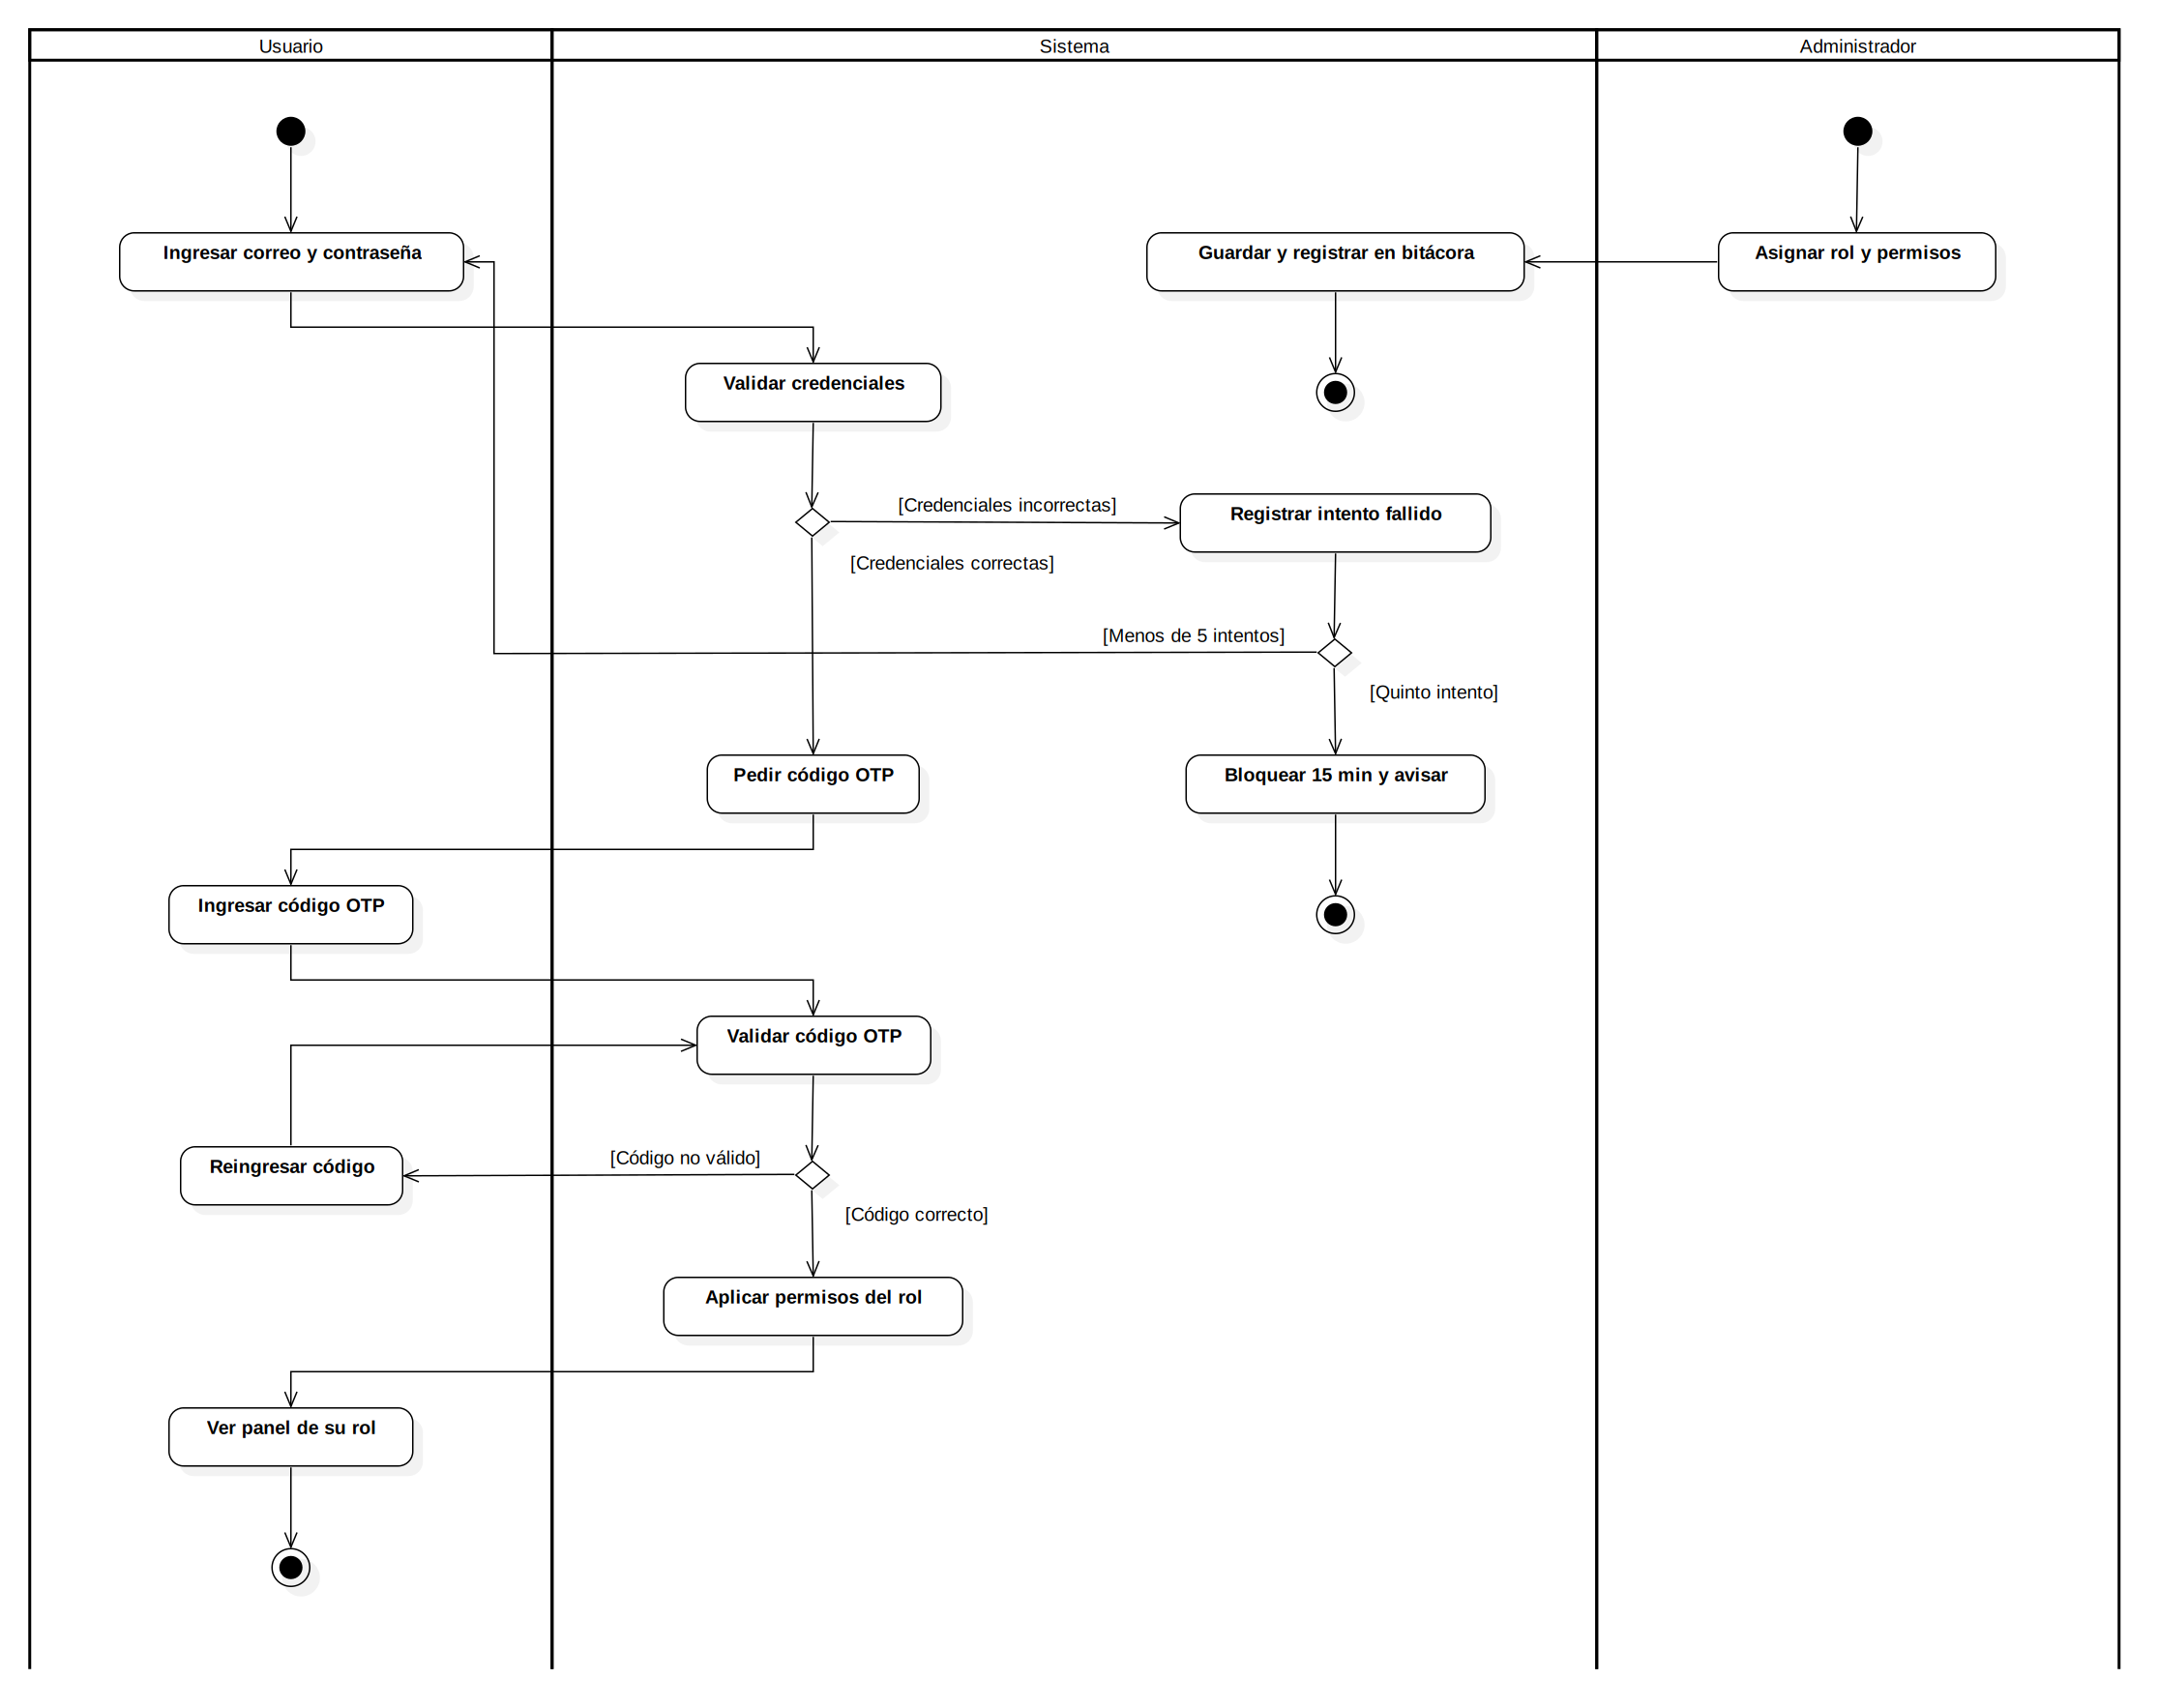 Usuario
Sistema
Administrador
Ingresar correo y contraseña
Guardar y registrar en bitácora
Asignar rol y permisos
Validar credenciales
[Credenciales incorrectas]
Registrar intento fallido
[Credenciales correctas]
[Menos de 5 intentos]
[Quinto intento]
Pedir código OTP
Bloquear 15 min y avisar
Ingresar código OTP
Validar código OTP
[Código no válido]
Reingresar código
[Código correcto]
Aplicar permisos del rol
Ver panel de su rol